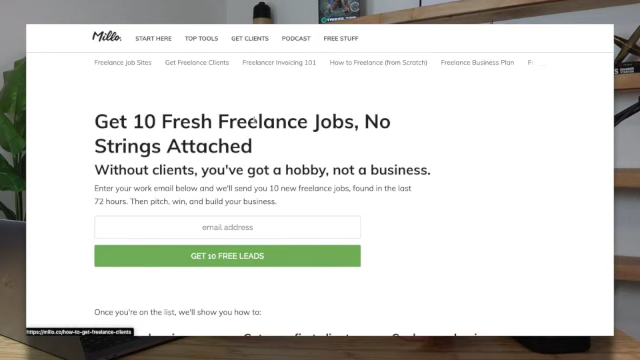 Millo.
START HERE
TOP TOOLS
GET CLIENTS
PODCAST
FREE STUFF
Freelance Job Sites
Get Freelance Clients
Freelancer Invoicing 101
How to Freelance (from Scratch)
Freelance Business Plan
Get 10 Fresh Freelance Jobs, No
Strings Attached
Without clients, you've got a hobby, not a business.
Enter your work email below and we'll send you 10 new freelance jobs, found in the last
72 hours. Then pitch, win, and build your business.
email address
GET 10 FREE LEADS
Once you're on the list, we'll show you how to:
https://millo.co/how-to-get-freelance-clients